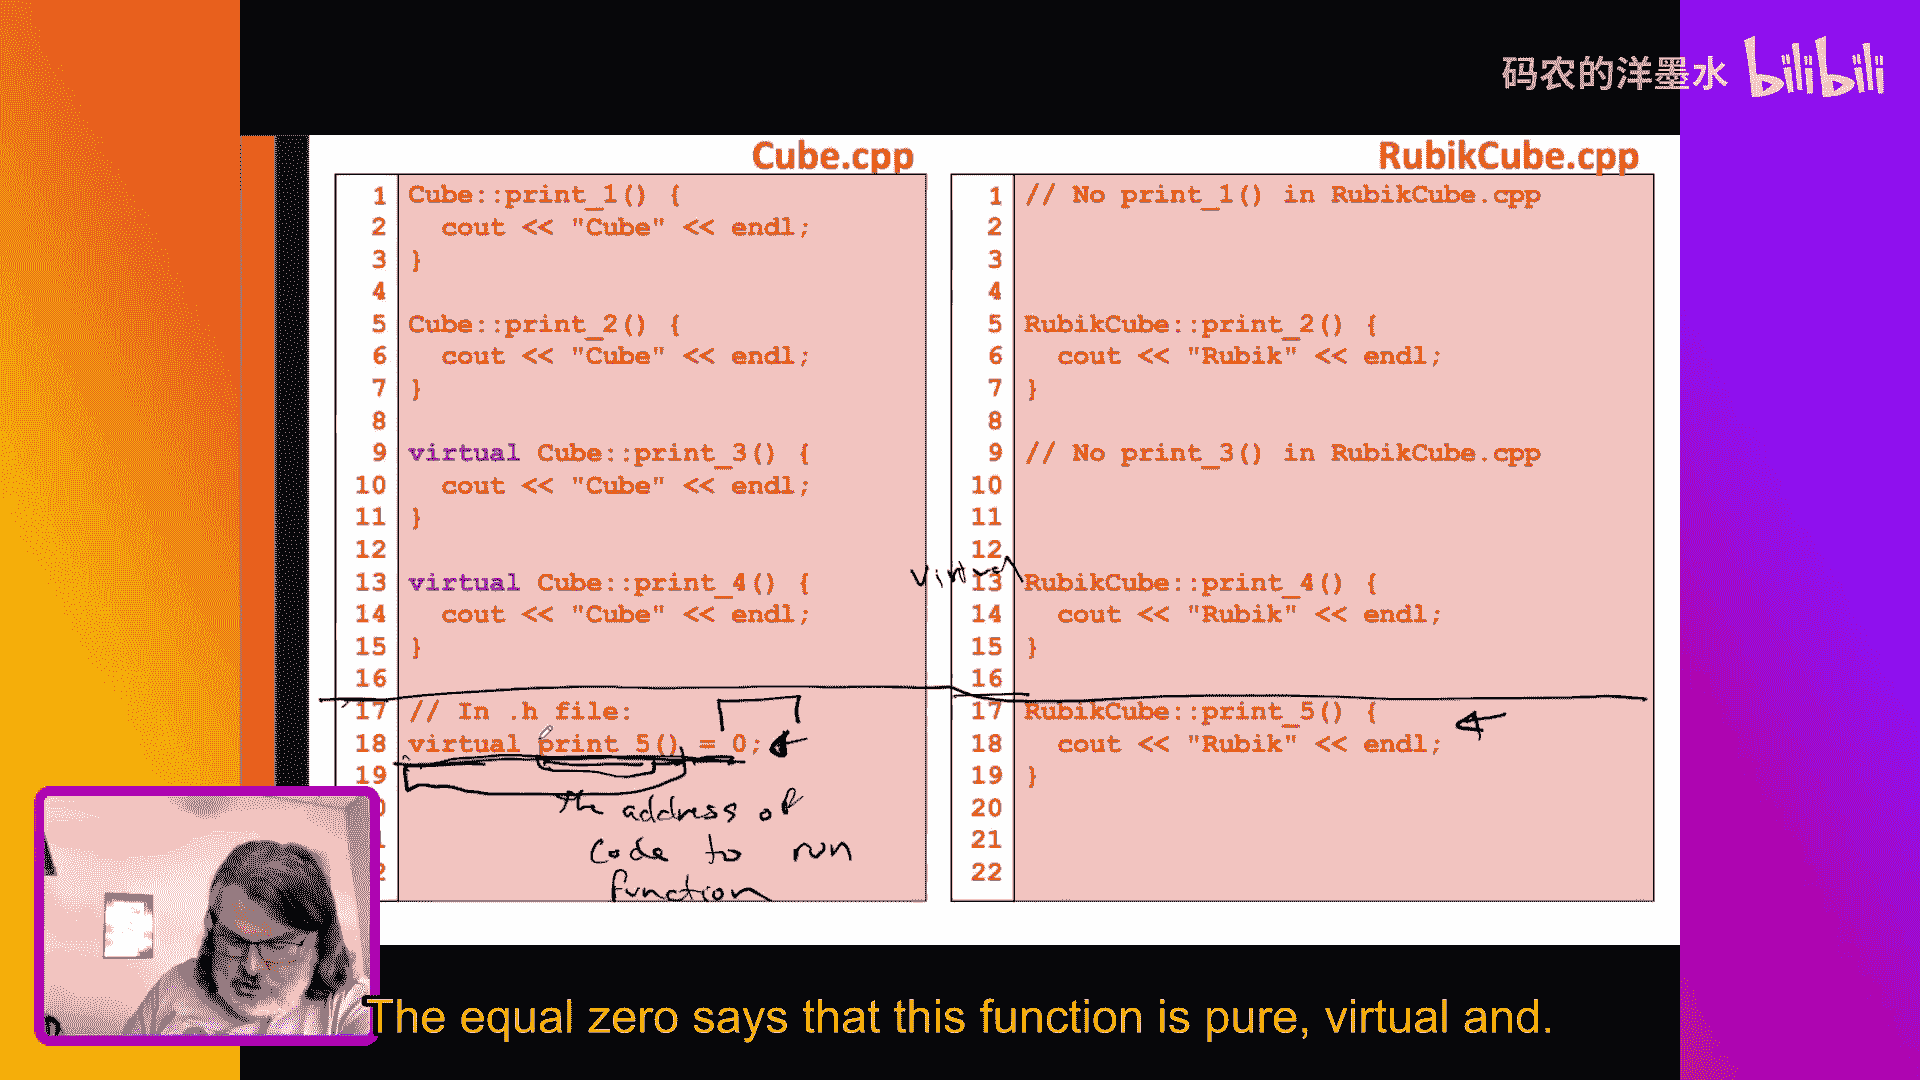 码农的洋墨水 bilibili
Cube.cpp
1 Cube::print_1() {
2 cout << "Cube" << endl;
3 }
4
5 Cube::print_2() {
6 cout << "Cube" << endl;
7 }
8
9 virtual Cube::print_3() {
10 cout << "Cube" << endl;
11 }
12
13 virtual Cube::print_4() {
14 cout << "Cube" << endl;
15 }
16
17 // In .h file:
18 virtual print_5() = 0;
19
the address of
code to run
function
RubikCube.cpp
1 // No print_1() in RubikCube.cpp
2
3
4
5 RubikCube::print_2() {
6 cout << "Rubik" << endl;
7 }
8
9 // No print_3() in RubikCube.cpp
10
11
12
virtual
13 RubikCube::print_4() {
14 cout << "Rubik" << endl;
15 }
16
17 RubikCube::print_5() {
18 cout << "Rubik" << endl;
19 }
20
21
22
The equal zero says that this function is pure, virtual and.